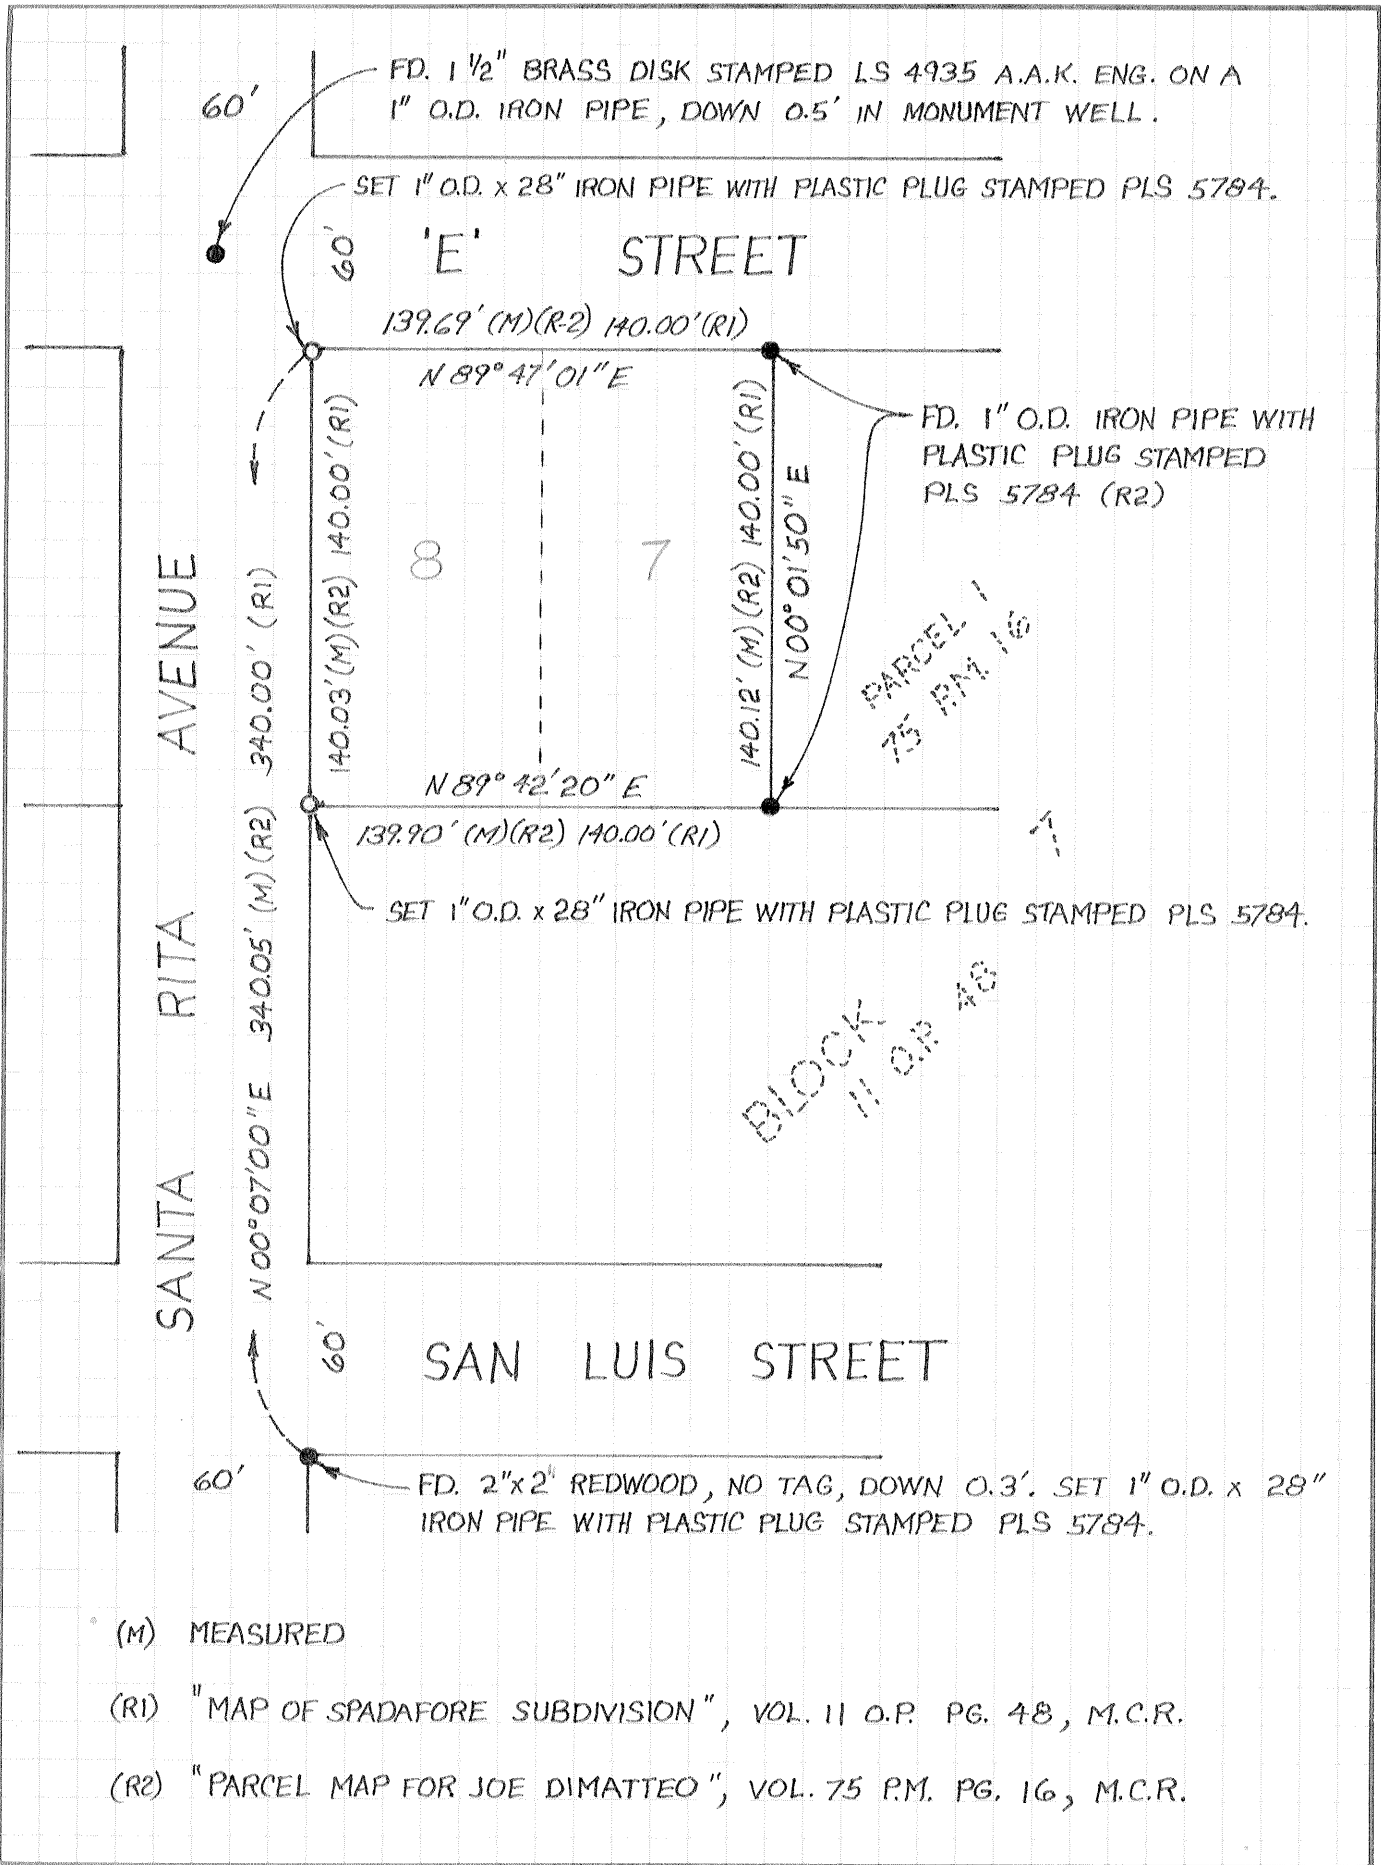 FD. 1 1/2" BRASS DISK STAMPED LS 4935 A.A.K. ENG. ON A
1" O.D. IRON PIPE, DOWN 0.5' IN MONUMENT WELL.
60'
SET 1" O.D. x 28" IRON PIPE WITH PLASTIC PLUG STAMPED PLS 5784.
60'
'E' STREET
139.69' (M)(R-2) 140.00' (R1)
N 89° 47' 01" E
140.03' (M)(R2) 140.00' (R1)
8
7
140.12' (M)(R2) 140.00' (R1)
N 00° 01' 50" E
FD. 1" O.D. IRON PIPE WITH
PLASTIC PLUG STAMPED
PLS 5784 (R2)
PARCEL 1
75 P.M. 16
SANTA RITA AVENUE
N 00° 07' 00" E 340.05' (M)(R2) 340.00' (R1)
N 89° 42' 20" E
139.90' (M)(R2) 140.00' (R1)
SET 1" O.D. x 28" IRON PIPE WITH PLASTIC PLUG STAMPED PLS 5784.
BLOCK 7
11 O.P. 48
60'
SAN LUIS STREET
60'
FD. 2"x2" REDWOOD, NO TAG, DOWN 0.3'. SET 1" O.D. x 28"
IRON PIPE WITH PLASTIC PLUG STAMPED PLS 5784.
(M) MEASURED
(R1) "MAP OF SPADAFORE SUBDIVISION", VOL. 11 O.P. PG. 48, M.C.R.
(R2) "PARCEL MAP FOR JOE DIMATTEO", VOL. 75 P.M. PG. 16, M.C.R.